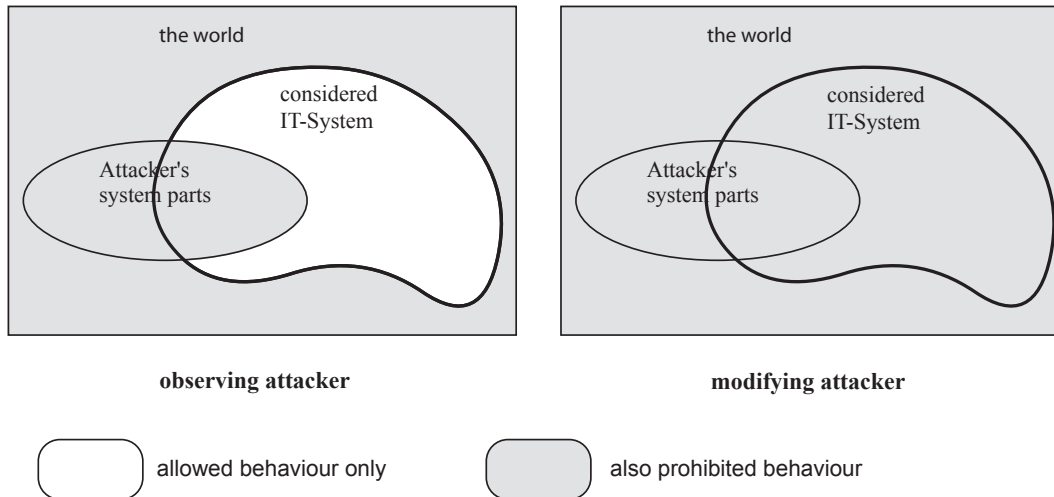 the world
considered
IT-System
Attacker's
system parts
observing attacker
the world
considered
IT-System
Attacker's
system parts
modifying attacker
allowed behaviour only
also prohibited behaviour